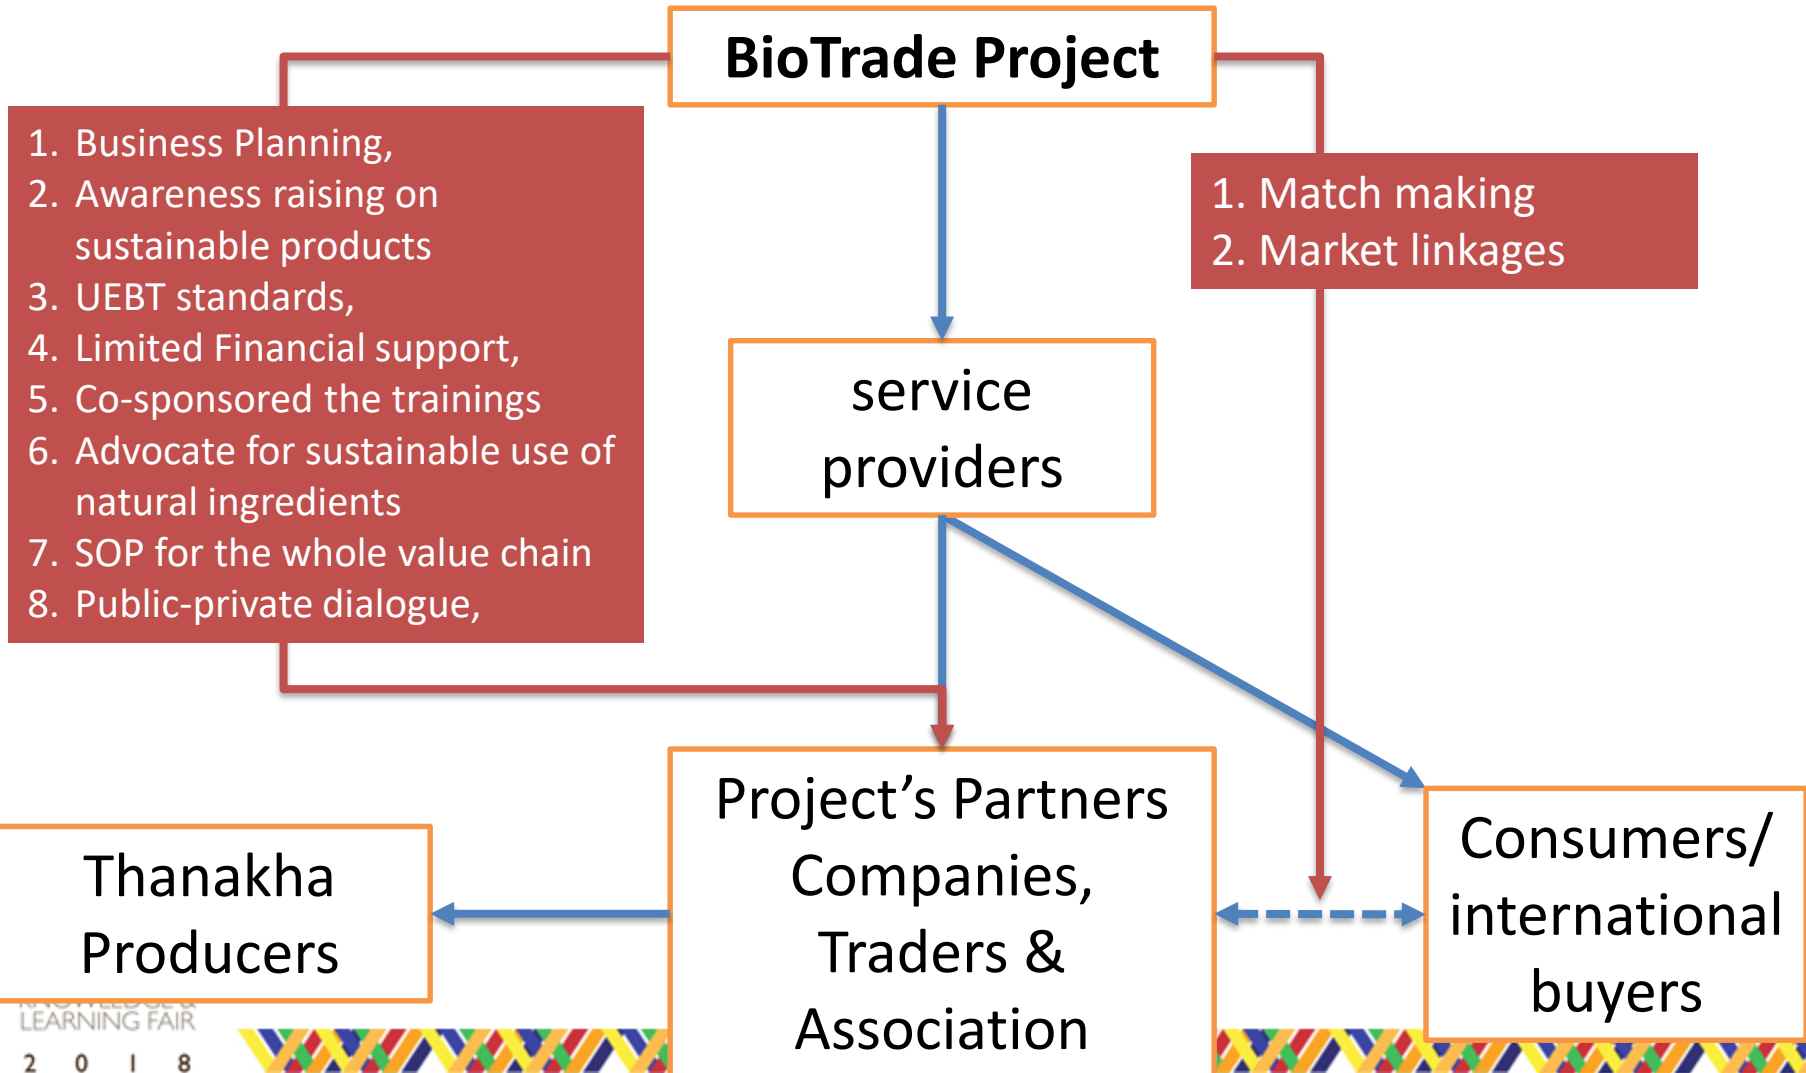 BioTrade Project
1. Business Planning,
2. Awareness raising on
sustainable products
3. UEBT standards,
4. Limited Financial support,
5. Co-sponsored the trainings
6. Advocate for sustainable use of
natural ingredients
7. SOP for the whole value chain
8. Public-private dialogue,
1. Match making
2. Market linkages
service
providers
Thanakha
Producers
Project’s Partners
Companies,
Traders &
Association
Consumers/
international
buyers
KNOWLEDGE &
LEARNING FAIR
2 0 1 8